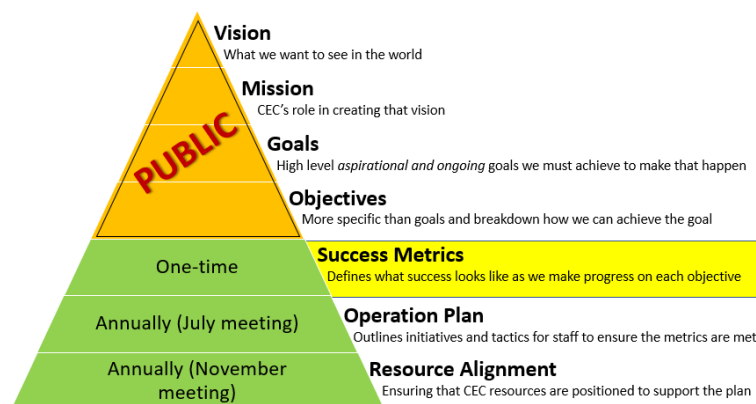 Vision
What we want to see in the world
Mission
CEC's role in creating that vision
PUBLIC
Goals
High level aspirational and ongoing goals we must achieve to make that happen
Objectives
More specific than goals and breakdown how we can achieve the goal
One-time
Success Metrics
Defines what success looks like as we make progress on each objective
Annually (July meeting)
Operation Plan
Outlines initiatives and tactics for staff to ensure the metrics are met
Annually (November
meeting)
Resource Alignment
Ensuring that CEC resources are positioned to support the plan